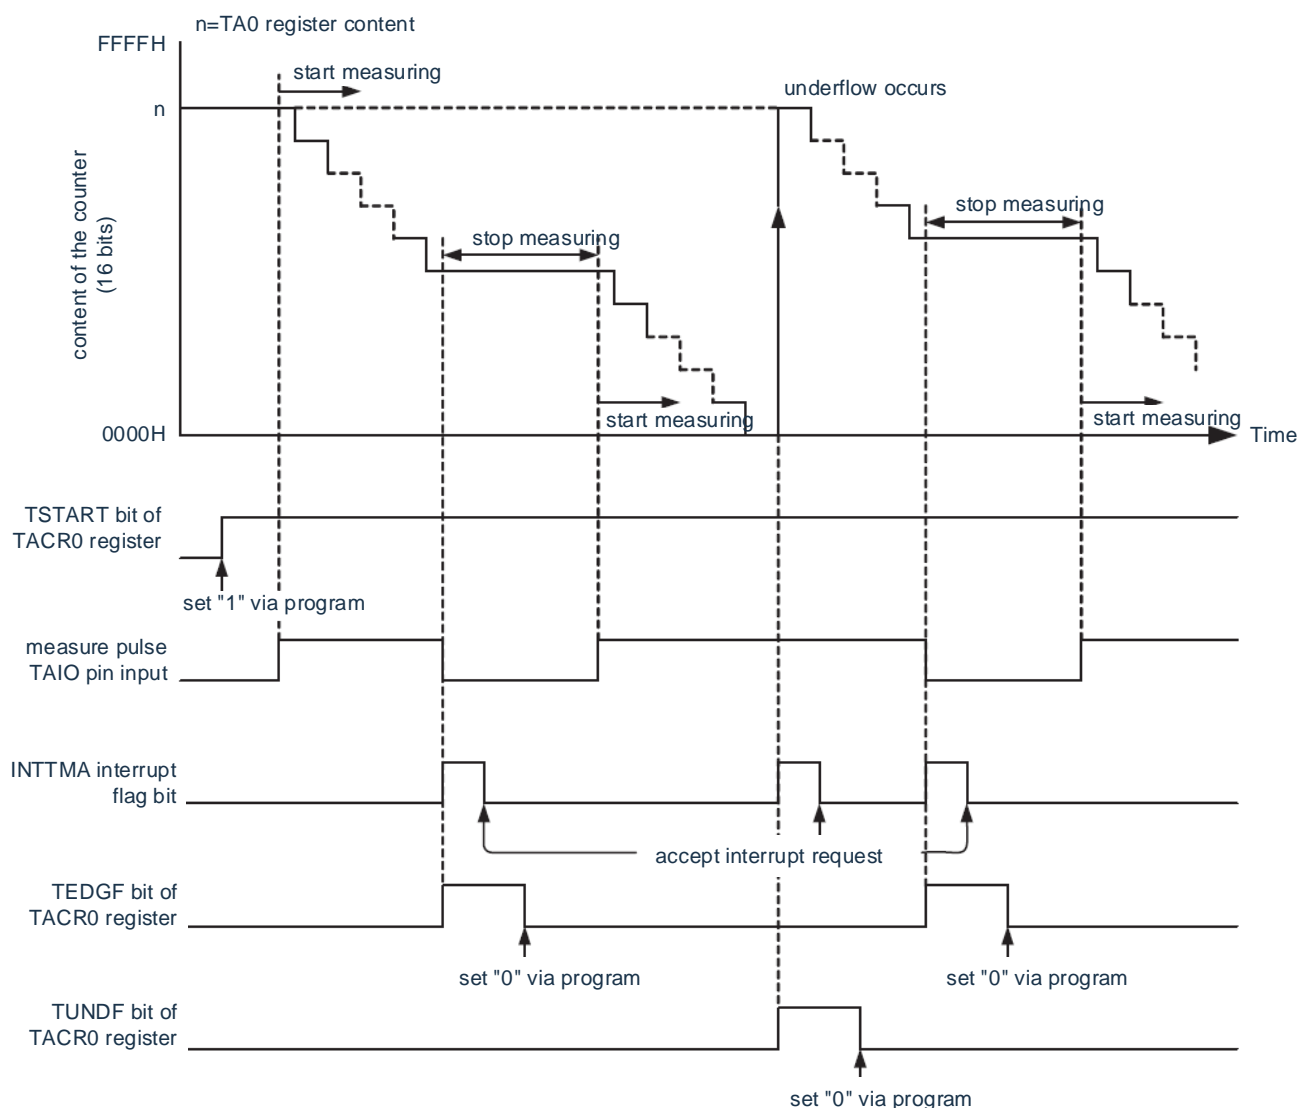 n=TA0 register content
FFFFH
start measuring
underflow occurs
n
content of the counter
(16 bits)
stop measuring
stop measuring
start measuring
start measuring
0000H
Time
TSTART bit of
TACR0 register
set "1" via program
measure pulse
TAIO pin input
INTTMA interrupt
flag bit
accept interrupt request
TEDGF bit of
TACR0 register
set "0" via program
set "0" via program
TUNDF bit of
TACR0 register
set "0" via program